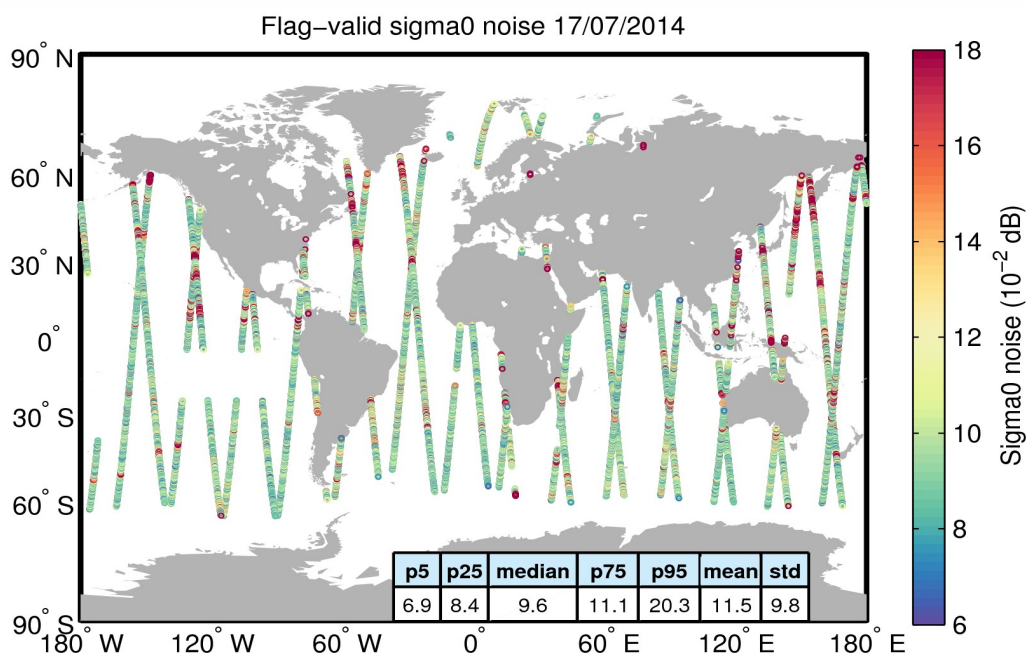 Flag−valid sigma0 noise 17/07/2014
90° N
60° N
30° N
0°
30° S
60° S
90° S
180° W
120° W
60° W
0°
60° E
120° E
180° E
p5 p25 median p75 p95 mean std
6.9 8.4 9.6 11.1 20.3 11.5 9.8
18
16
14
12
10
8
6
Sigma0 noise (10⁻² dB)